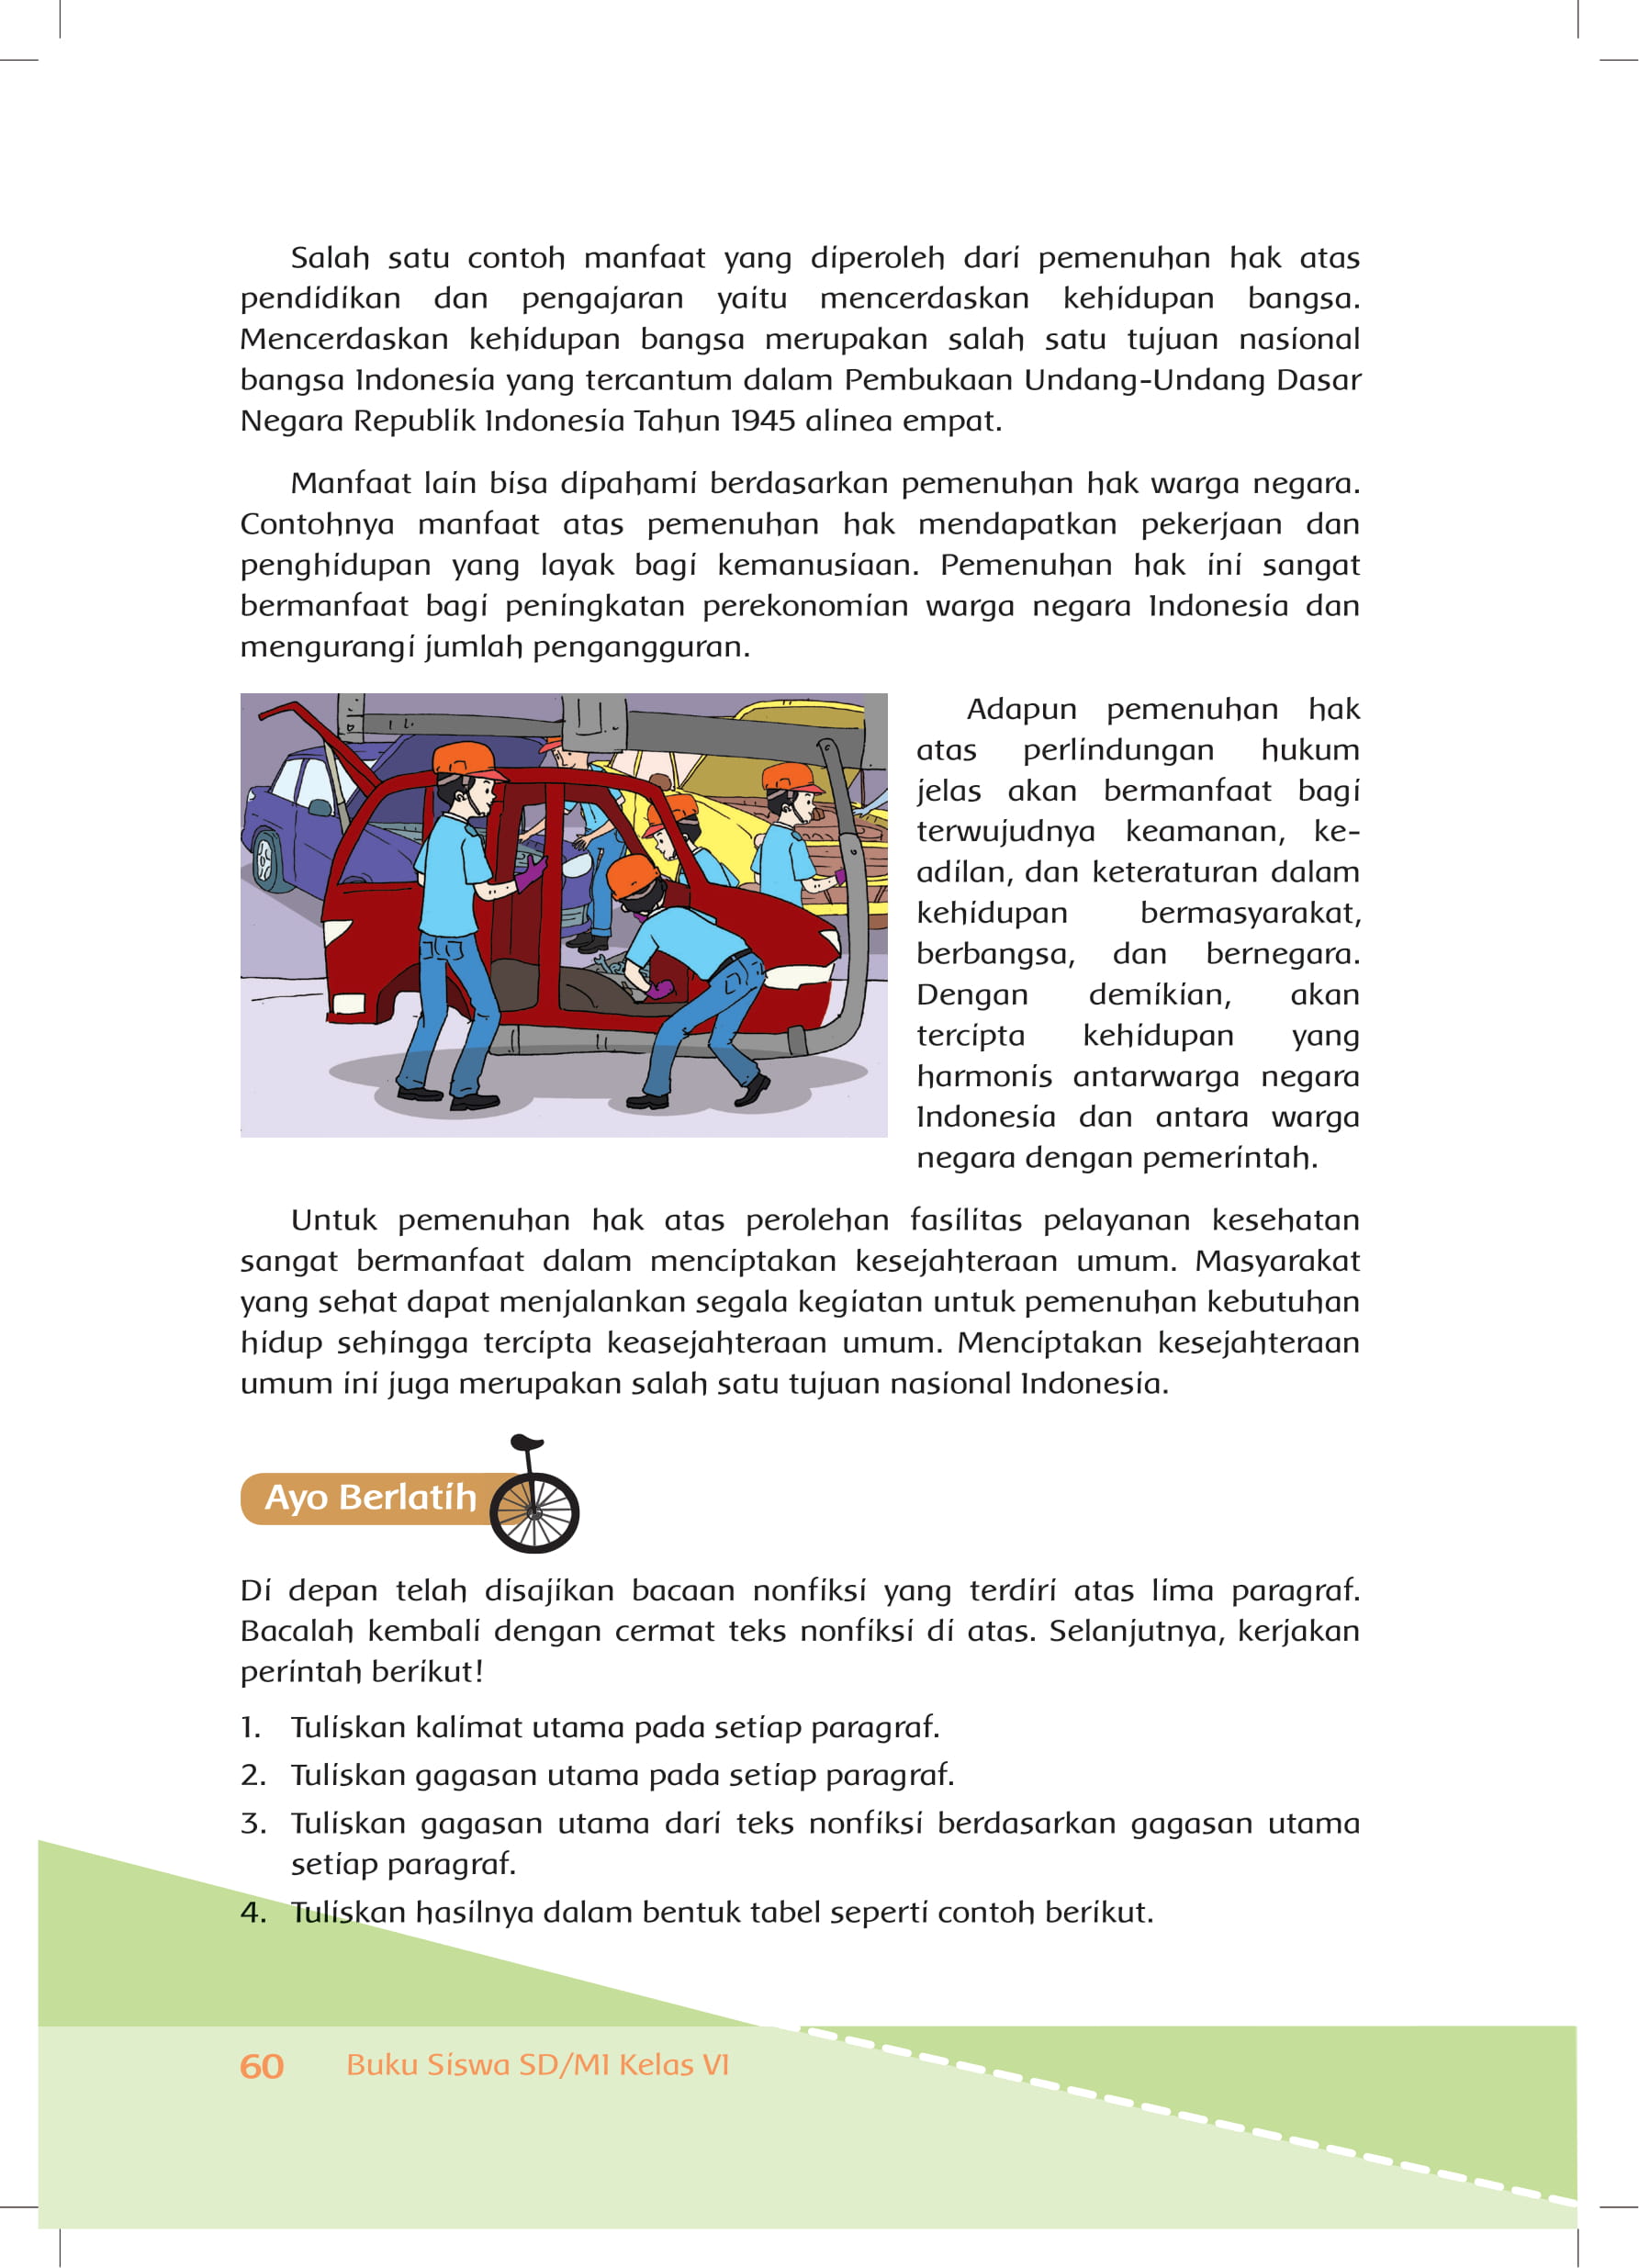 Salah satu contoh manfaat yang diperoleh dari pemenuhan hak atas
pendidikan dan pengajaran yaitu mencerdaskan kehidupan bangsa.
Mencerdaskan kehidupan bangsa merupakan salah satu tujuan nasional
bangsa Indonesia yang tercantum dalam Pembukaan Undang-Undang Dasar
Negara Republik Indonesia Tahun 1945 alinea empat.
Manfaat lain bisa dipahami berdasarkan pemenuhan hak warga negara.
Contohnya manfaat atas pemenuhan hak mendapatkan pekerjaan dan
penghidupan yang layak bagi kemanusiaan. Pemenuhan hak ini sangat
bermanfaat bagi peningkatan perekonomian warga negara Indonesia dan
mengurangi jumlah pengangguran.
Adapun pemenuhan hak
atas perlindungan hukum
jelas akan bermanfaat bagi
terwujudnya keamanan, ke-
adilan, dan keteraturan dalam
kehidupan bermasyarakat,
berbangsa, dan bernegara.
Dengan demikian, akan
tercipta kehidupan yang
harmonis antarwarga negara
Indonesia dan antara warga
negara dengan pemerintah.
Untuk pemenuhan hak atas perolehan fasilitas pelayanan kesehatan
sangat bermanfaat dalam menciptakan kesejahteraan umum. Masyarakat
yang sehat dapat menjalankan segala kegiatan untuk pemenuhan kebutuhan
hidup sehingga tercipta keasejahteraan umum. Menciptakan kesejahteraan
umum ini juga merupakan salah satu tujuan nasional Indonesia.
Ayo Berlatih
Di depan telah disajikan bacaan nonfiksi yang terdiri atas lima paragraf.
Bacalah kembali dengan cermat teks nonfiksi di atas. Selanjutnya, kerjakan
perintah berikut!
1. Tuliskan kalimat utama pada setiap paragraf.
2. Tuliskan gagasan utama pada setiap paragraf.
3. Tuliskan gagasan utama dari teks nonfiksi berdasarkan gagasan utama
setiap paragraf.
4. Tuliskan hasilnya dalam bentuk tabel seperti contoh berikut.
60 Buku Siswa SD/MI Kelas VI